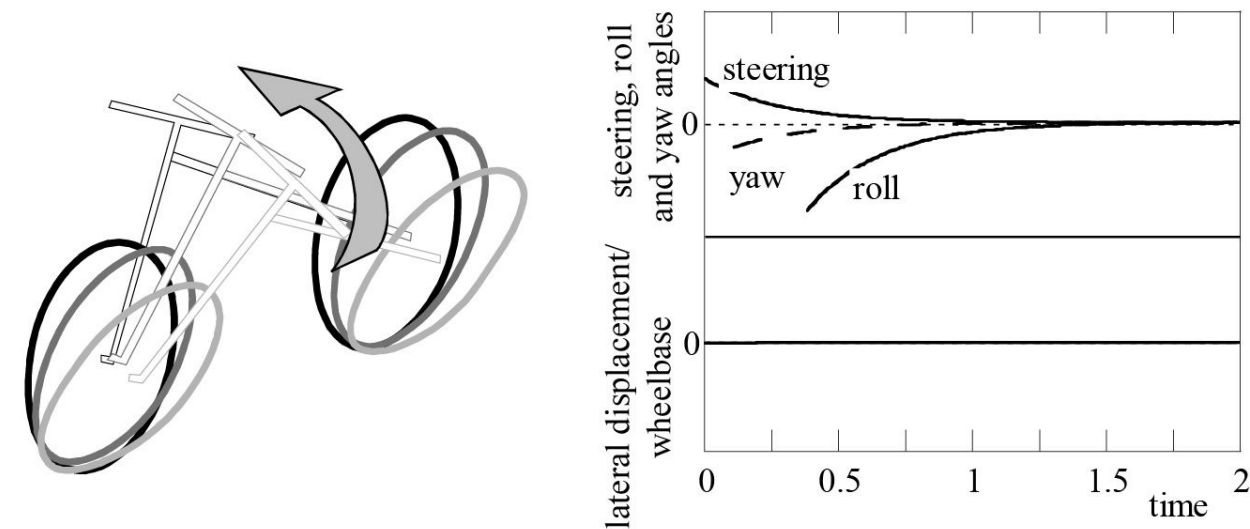 steering, roll
and yaw angles
steering
0
yaw
roll
lateral displacement/
wheelbase
0
0
0.5
1
1.5
2
time